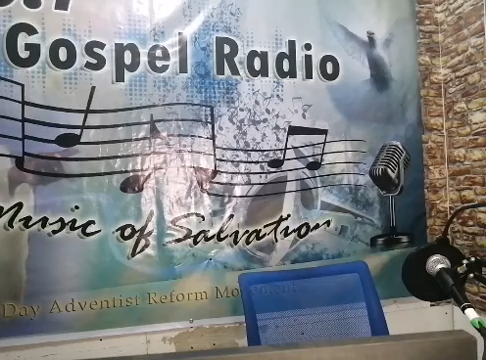 Gospel Radio
Music of Salvation
Day Adventist Reform